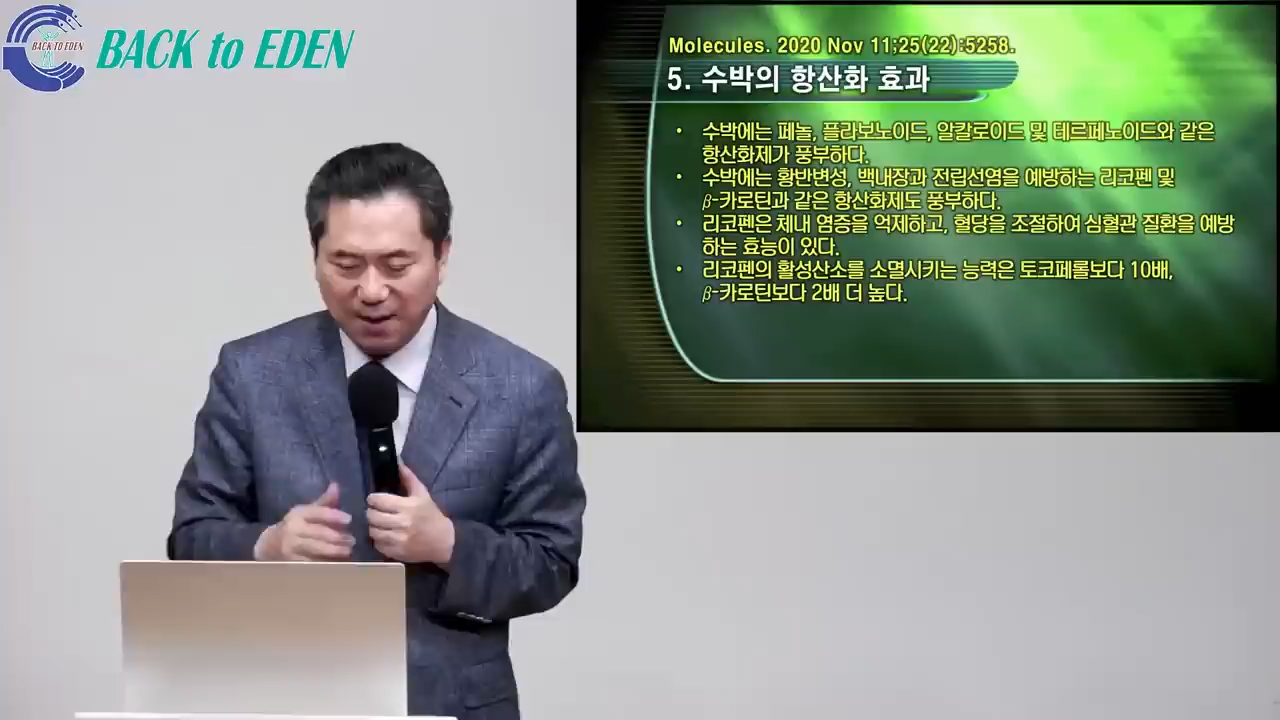 BACK TO EDEN
BACK to EDEN
Molecules. 2020 Nov 11;25(22):5258.
5. 수박의 항산화 효과
• 수박에는 페놀, 플라보노이드, 알칼로이드 및 테르페노이드와 같은
항산화제가 풍부하다.
• 수박에는 황반변성, 백내장과 전립선염을 예방하는 리코펜 및
β-카로틴과 같은 항산화제도 풍부하다.
• 리코펜은 체내 염증을 억제하고, 혈당을 조절하여 심혈관 질환을 예방
하는 효능이 있다.
• 리코펜의 활성산소를 소멸시키는 능력은 토코페롤보다 10배,
β-카로틴보다 2배 더 높다.